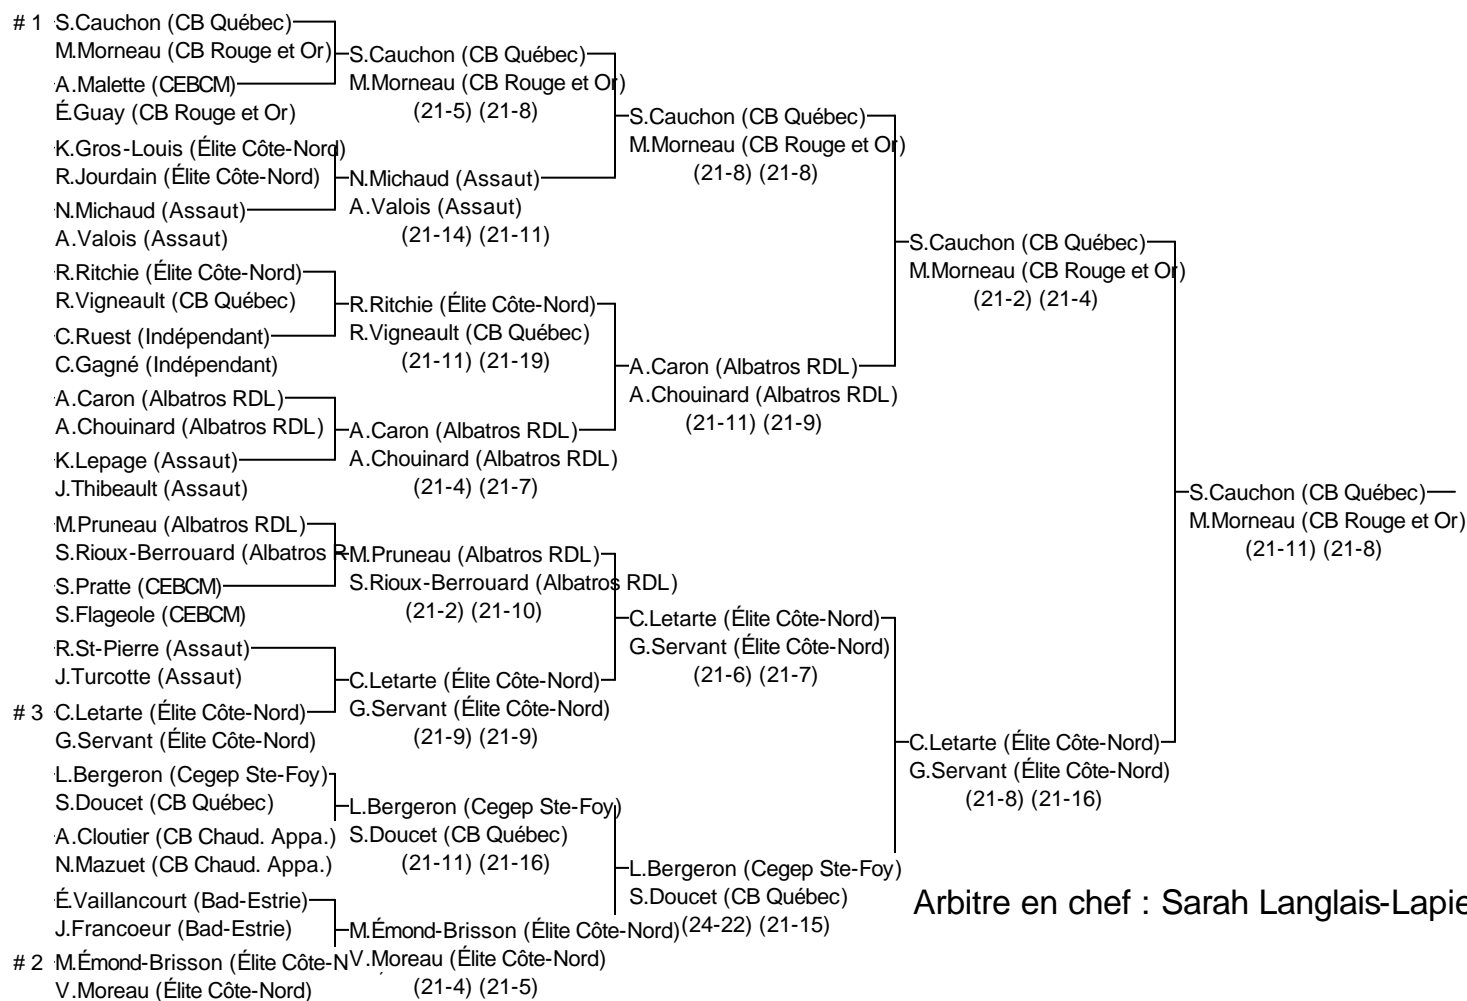 # 1 S.Cauchon (CB Québec)
M.Morneau (CB Rouge et Or)
A.Malette (CEBCM)
É.Guay (CB Rouge et Or)
K.Gros-Louis (Élite Côte-Nord)
R.Jourdain (Élite Côte-Nord)
N.Michaud (Assaut)
A.Valois (Assaut)
R.Ritchie (Élite Côte-Nord)
R.Vigneault (CB Québec)
C.Ruest (Indépendant)
C.Gagné (Indépendant)
A.Caron (Albatros RDL)
A.Chouinard (Albatros RDL)
K.Lepage (Assaut)
J.Thibeault (Assaut)
M.Pruneau (Albatros RDL)
S.Rioux-Berrouard (Albatros R
S.Pratte (CEBCM)
S.Flageole (CEBCM)
R.St-Pierre (Assaut)
J.Turcotte (Assaut)
# 3 C.Letarte (Élite Côte-Nord)
G.Servant (Élite Côte-Nord)
L.Bergeron (Cegep Ste-Foy)
S.Doucet (CB Québec)
A.Cloutier (CB Chaud. Appa.)
N.Mazuet (CB Chaud. Appa.)
É.Vaillancourt (Bad-Estrie)
J.Francoeur (Bad-Estrie)
# 2 M.Émond-Brisson (Élite Côte-N
V.Moreau (Élite Côte-Nord)
S.Cauchon (CB Québec)
M.Morneau (CB Rouge et Or)
(21-5) (21-8)
N.Michaud (Assaut)
A.Valois (Assaut)
(21-14) (21-11)
R.Ritchie (Élite Côte-Nord)
R.Vigneault (CB Québec)
(21-11) (21-19)
A.Caron (Albatros RDL)
A.Chouinard (Albatros RDL)
(21-4) (21-7)
M.Pruneau (Albatros RDL)
S.Rioux-Berrouard (Albatros RDL)
(21-2) (21-10)
C.Letarte (Élite Côte-Nord)
G.Servant (Élite Côte-Nord)
(21-9) (21-9)
L.Bergeron (Cegep Ste-Foy)
S.Doucet (CB Québec)
(21-11) (21-16)
M.Émond-Brisson (Élite Côte-Nord)
V.Moreau (Élite Côte-Nord)
(21-4) (21-5)
S.Cauchon (CB Québec)
M.Morneau (CB Rouge et Or)
(21-8) (21-8)
A.Caron (Albatros RDL)
A.Chouinard (Albatros RDL)
(21-11) (21-9)
C.Letarte (Élite Côte-Nord)
G.Servant (Élite Côte-Nord)
(21-6) (21-7)
L.Bergeron (Cegep Ste-Foy)
S.Doucet (CB Québec)
(24-22) (21-15)
S.Cauchon (CB Québec)
M.Morneau (CB Rouge et Or)
(21-2) (21-4)
C.Letarte (Élite Côte-Nord)
G.Servant (Élite Côte-Nord)
(21-8) (21-16)
S.Cauchon (CB Québec)
M.Morneau (CB Rouge et Or)
(21-11) (21-8)
Arbitre en chef : Sarah Langlais-Lapie